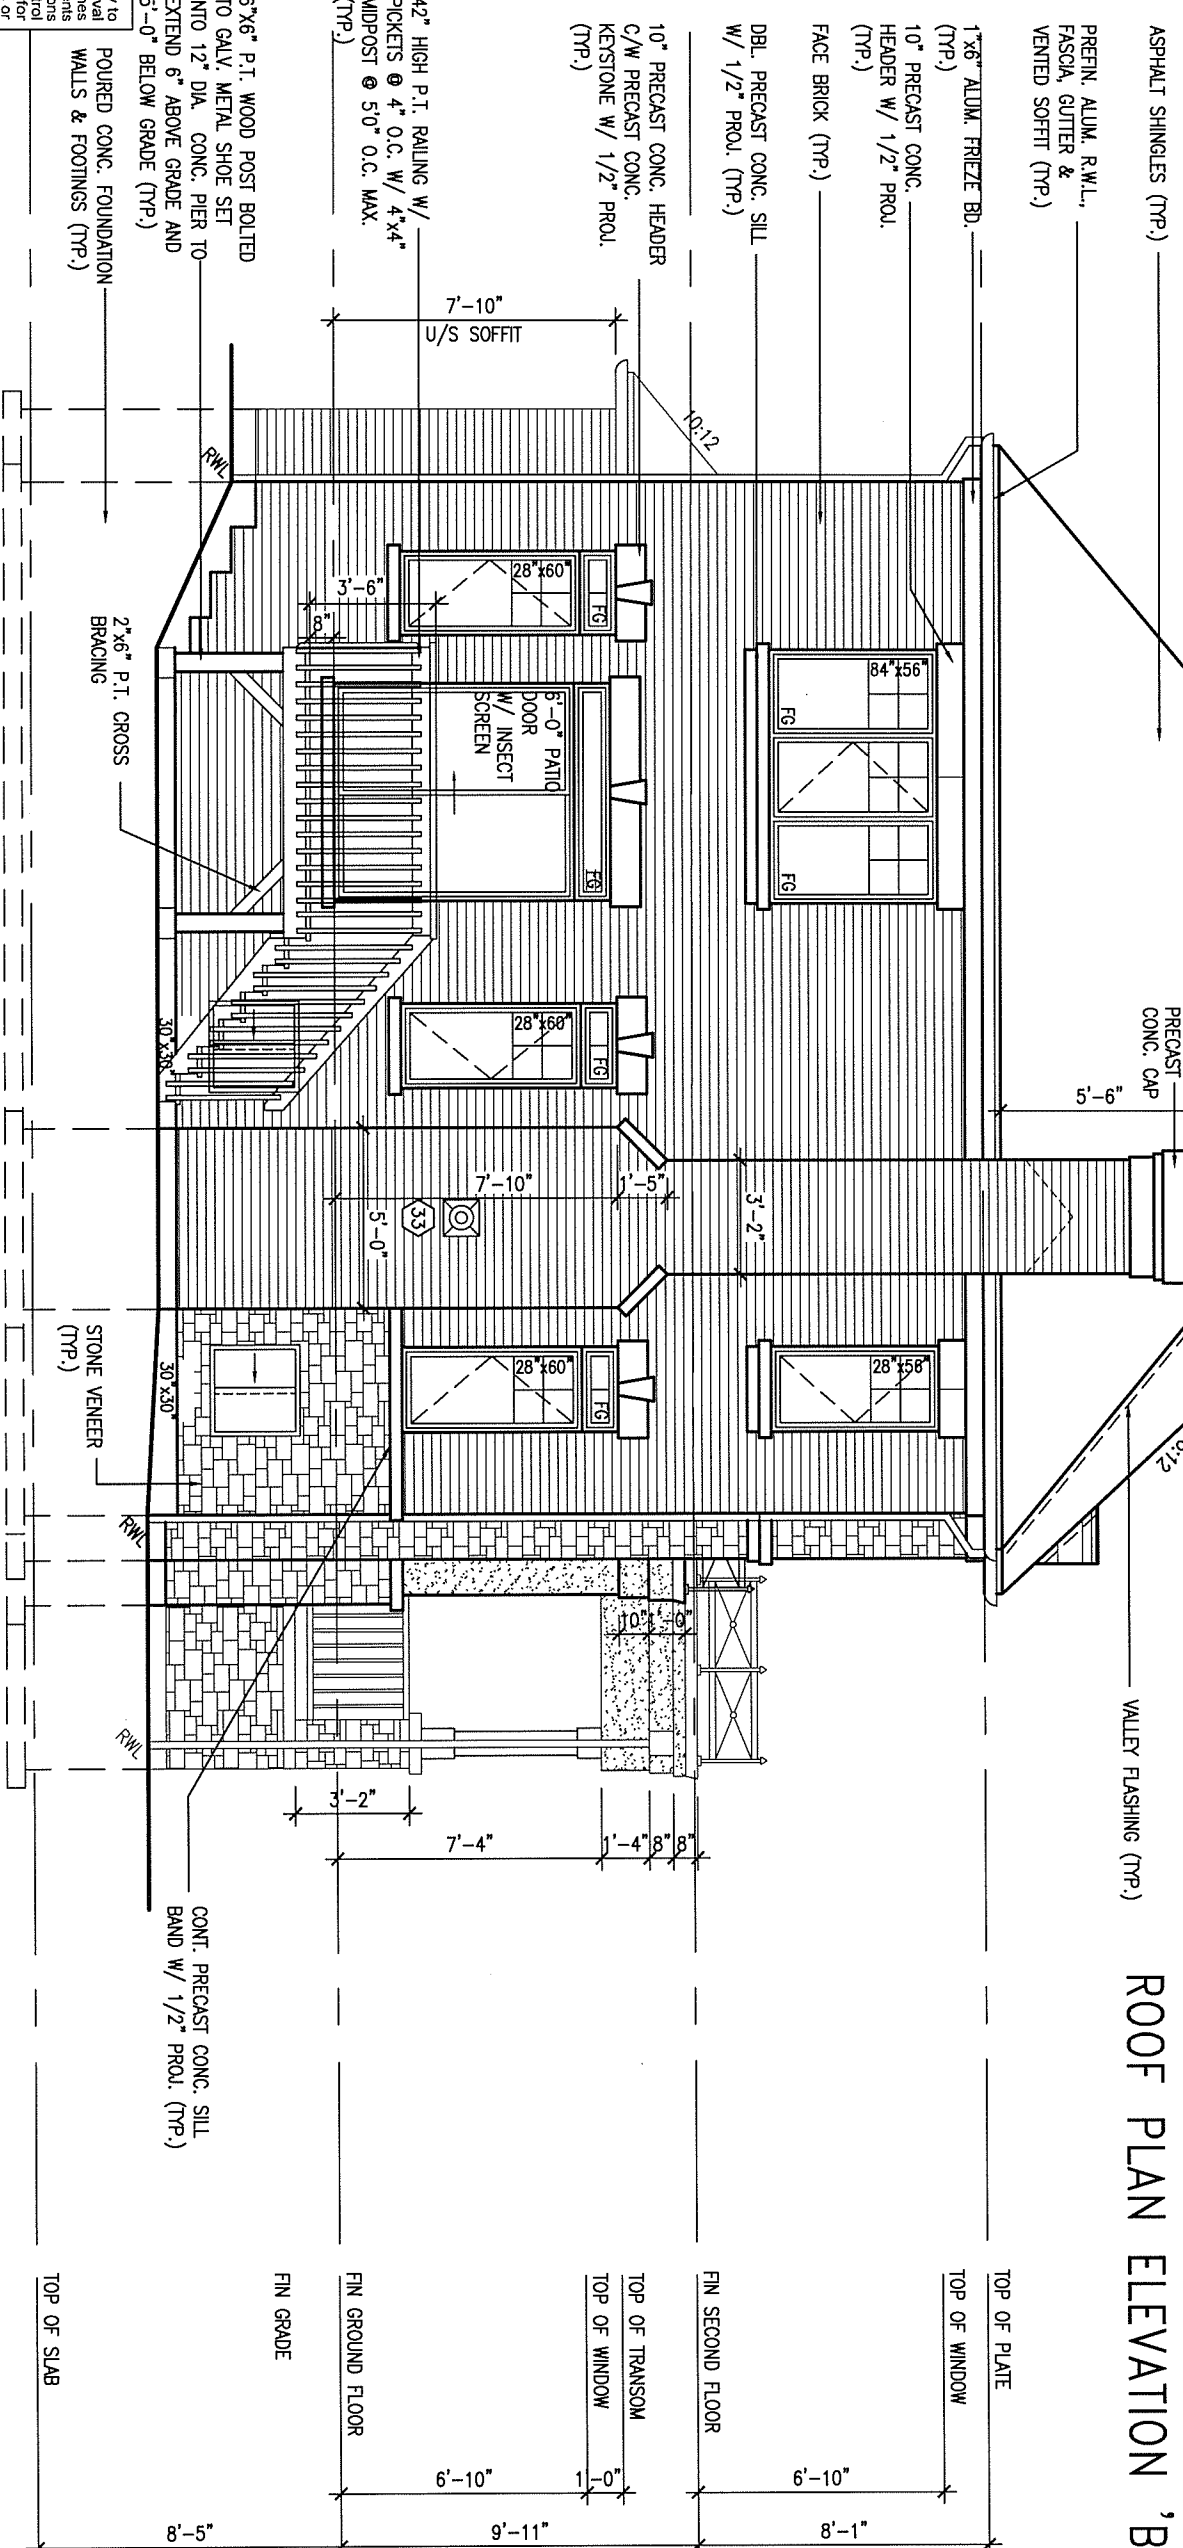 ROOF PLAN ELEVATION 'B
ASPHALT SHINGLES (TYP.)
PREFIN. ALUM. R.W.L.,
FASCIA, GUTTER &
VENTED SOFFIT (TYP.)
1"x6" ALUM. FRIEZE BD.
(TYP.)
10" PRECAST CONC.
HEADER W/ 1/2" PROJ.
(TYP.)
FACE BRICK (TYP.)
DBL. PRECAST CONC. SILL
W/ 1/2" PROJ. (TYP.)
10" PRECAST CONC. HEADER
C/W PRECAST CONC.
KEYSTONE W/ 1/2" PROJ.
(TYP.)
42" HIGH P.T. RAILING W/
PICKETS @ 4" O.C. W/ 4"x4"
MIDPOST @ 5'0" O.C. MAX.
(TYP.)
6"X6" P.T. WOOD POST BOLTED
TO GALV. METAL SHOE SET
INTO 12" DIA. CONC. PIER TO
EXTEND 6" ABOVE GRADE AND
BELOW GRADE (TYP.)
POURED CONC. FOUNDATION
WALLS & FOOTINGS (TYP.)
7'-10"
U/S SOFFIT
10:12
RWL
3'-6"
8"
28"x60"
FG
84"x56"
FG
FG
6'-0" PATIO
DOOR
W/ INSECT
SCREEN
FG
2"x6" P.T. CROSS
BRACING
30"x30"
28"x60"
FG
PRECAST
CONC. CAP
5'-6"
7'-10"
1'-5"
3'-2"
5'-0"
33
28"x60"
FG
28"x56"
30"x30"
STONE VENEER
(TYP.)
RWL
VALLEY FLASHING (TYP.)
10"
1'-0"
RWL
3'-2"
7'-4"
1'-4"
8"
8"
CONT. PRECAST CONC. SILL
BAND W/ 1/2" PROJ. (TYP.)
TOP OF PLATE
TOP OF WINDOW
FIN SECOND FLOOR
TOP OF TRANSOM
TOP OF WINDOW
FIN GROUND FLOOR
FIN GRADE
TOP OF SLAB
6'-10"
1'-0"
6'-10"
8'-5"
9'-11"
8'-1"